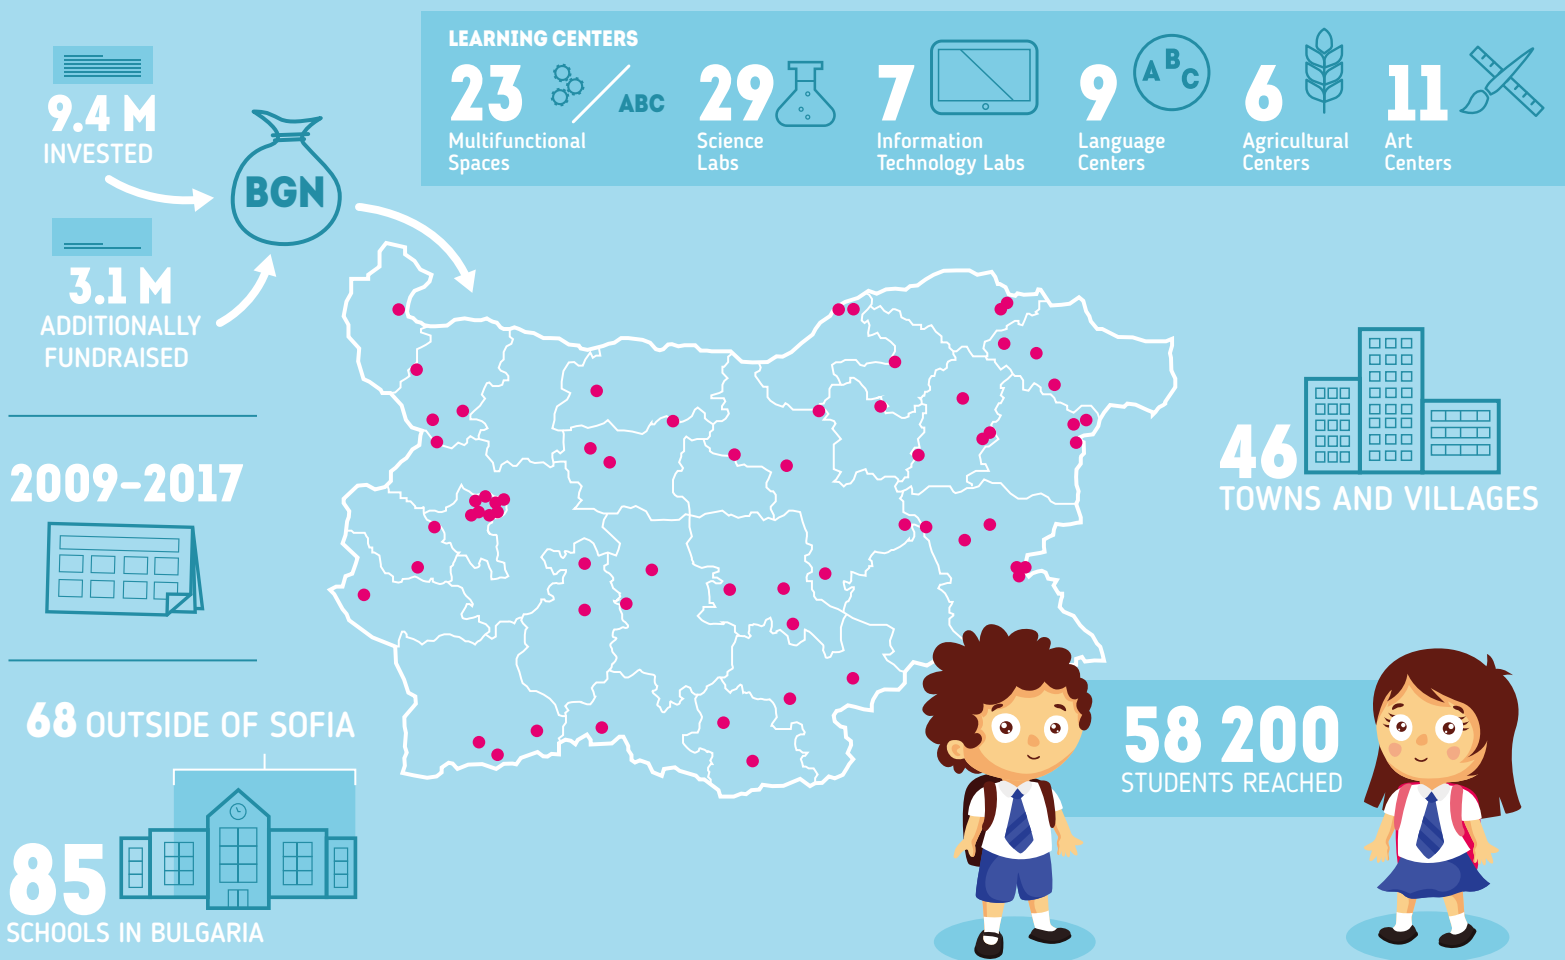 9.4 M
INVESTED
BGN
3.1 M
ADDITIONALLY
FUNDRAISED
LEARNING CENTERS
23
ABC
Multifunctional
Spaces
29
Science
Labs
7
Information
Technology Labs
9
A B C
Language
Centers
6
Agricultural
Centers
11
Art
Centers
2009–2017
46
TOWNS AND VILLAGES
68 OUTSIDE OF SOFIA
85
SCHOOLS IN BULGARIA
58 200
STUDENTS REACHED